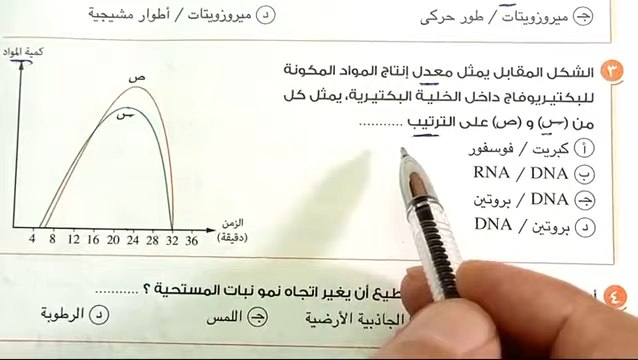 ج ميروزويتات / طور حركى
د ميروزويتات / أطوار مشيجية
٣ الشكل المقابل يمثل معدل إنتاج المواد المكونة
للبكتيريوفاج داخل الخلية البكتيرية، يمثل كل
من (س) و (ص) على الترتيب ...........
أ كبريت / فوسفور
ب RNA / DNA
ج DNA / بروتين
د بروتين / DNA
كمية المواد
ص
س
4 8 12 16 20 24 28 32 36
الزمن
(دقيقة)
٤
طيع أن يغير اتجاه نمو نبات المستحية ؟ ...........
الجاذبية الأرضية
ج اللمس
د الرطوبة